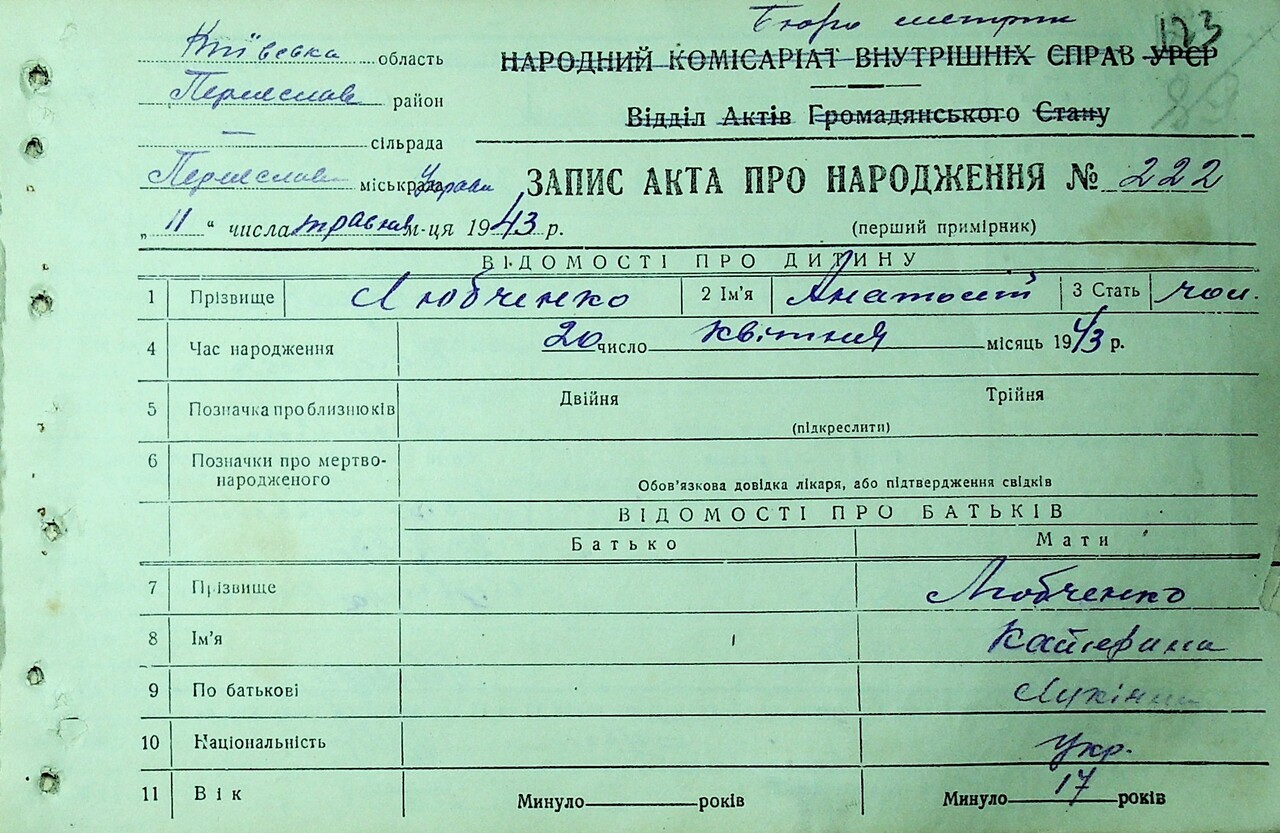 Бюро метрик
123
89
Київська область
НАРОДНИЙ КОМІСАРІАТ ВНУТРІШНІХ СПРАВ УРСР
Переяслав район
Відділ Актів Громадянського Стану
— сільрада
Переяслав міськрада Управи
ЗАПИС АКТА ПРО НАРОДЖЕННЯ № 222
„ 11 “ числа травня м-ця 1943 р.
(перший примірник)
ВІДОМОСТІ ПРО ДИТИНУ
1 Прізвище Любченко 2 Ім'я Анатолій 3 Стать чол.
4 Час народження 20 число квітня місяць 1943 р.
5 Позначка про близнюків Двійня Трійня
(підкреслити)
6 Позначки про мертво-
народженого
Обов'язкова довідка лікаря, або підтвердження свідків
ВІДОМОСТІ ПРО БАТЬКІВ
Батько Мати
7 Прізвище Любченко
8 Ім'я Катерина
9 По батькові
10 Національність Укр.
11 Вік Минуло років Минуло 17 років